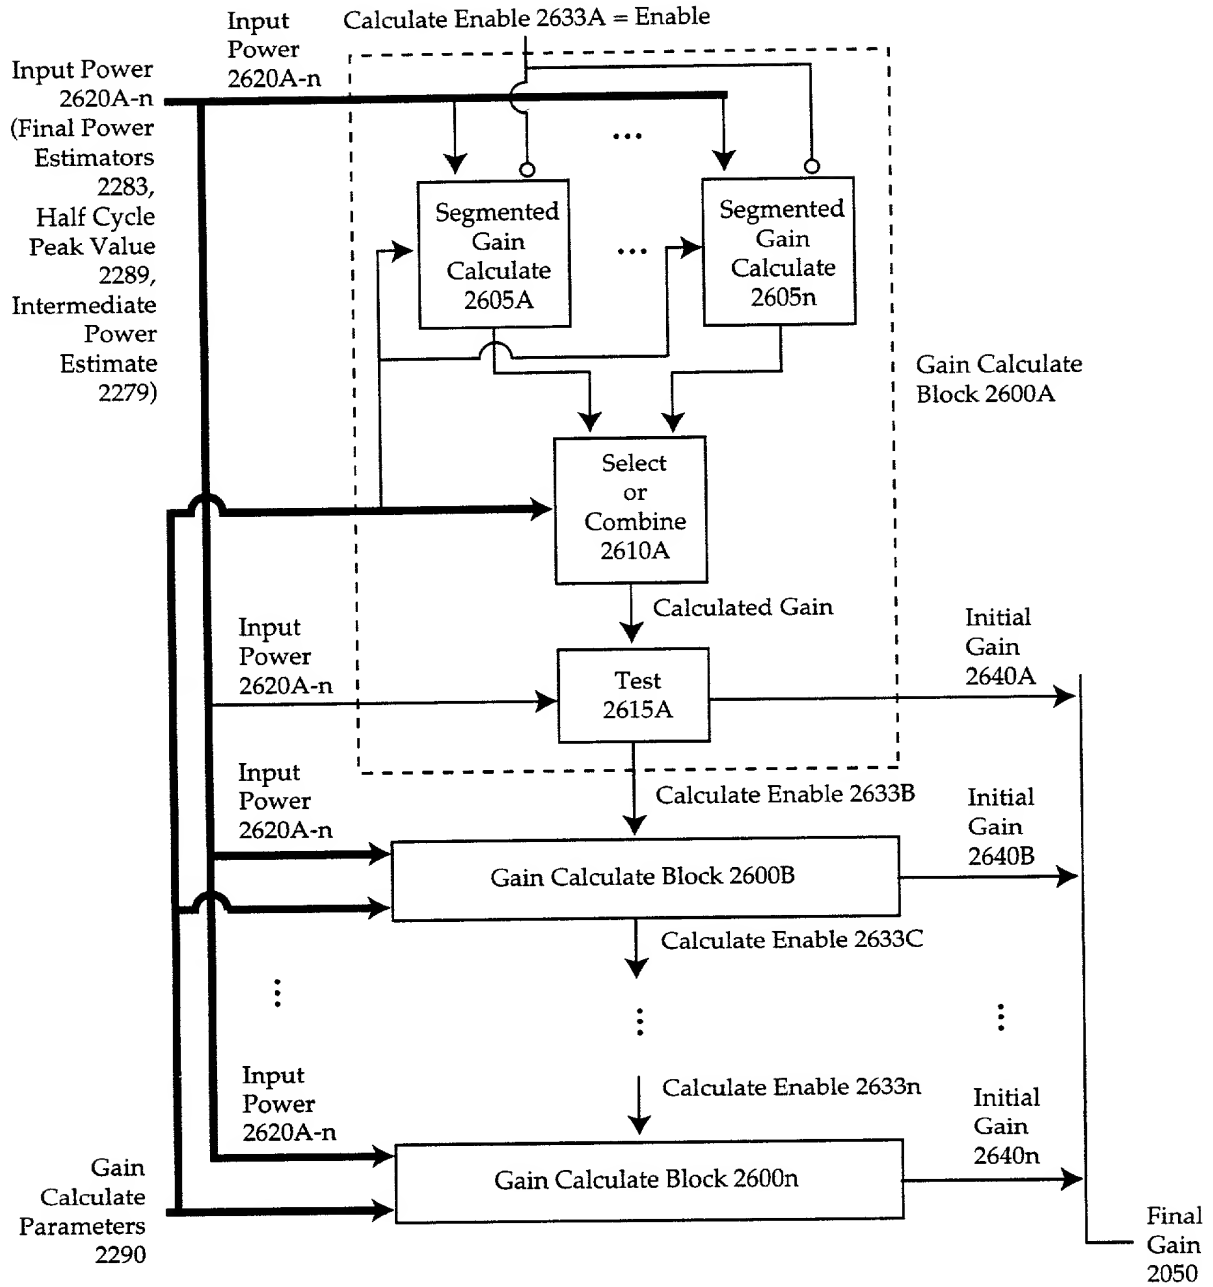 Input
Power
2620A-n
Calculate Enable 2633A = Enable
Input Power
2620A-n
(Final Power
Estimators
2283,
Half Cycle
Peak Value
2289,
Intermediate
Power
Estimate
2279)
...
Segmented
Gain
Calculate
2605A
...
Segmented
Gain
Calculate
2605n
Gain Calculate
Block 2600A
Select
or
Combine
2610A
Calculated Gain
Input
Power
2620A-n
Test
2615A
Initial
Gain
2640A
Input
Power
2620A-n
Calculate Enable 2633B
Initial
Gain
2640B
Gain Calculate Block 2600B
Calculate Enable 2633C
Input
Power
2620A-n
Calculate Enable 2633n
Initial
Gain
2640n
Gain Calculate Block 2600n
Gain
Calculate
Parameters
2290
Final
Gain
2050